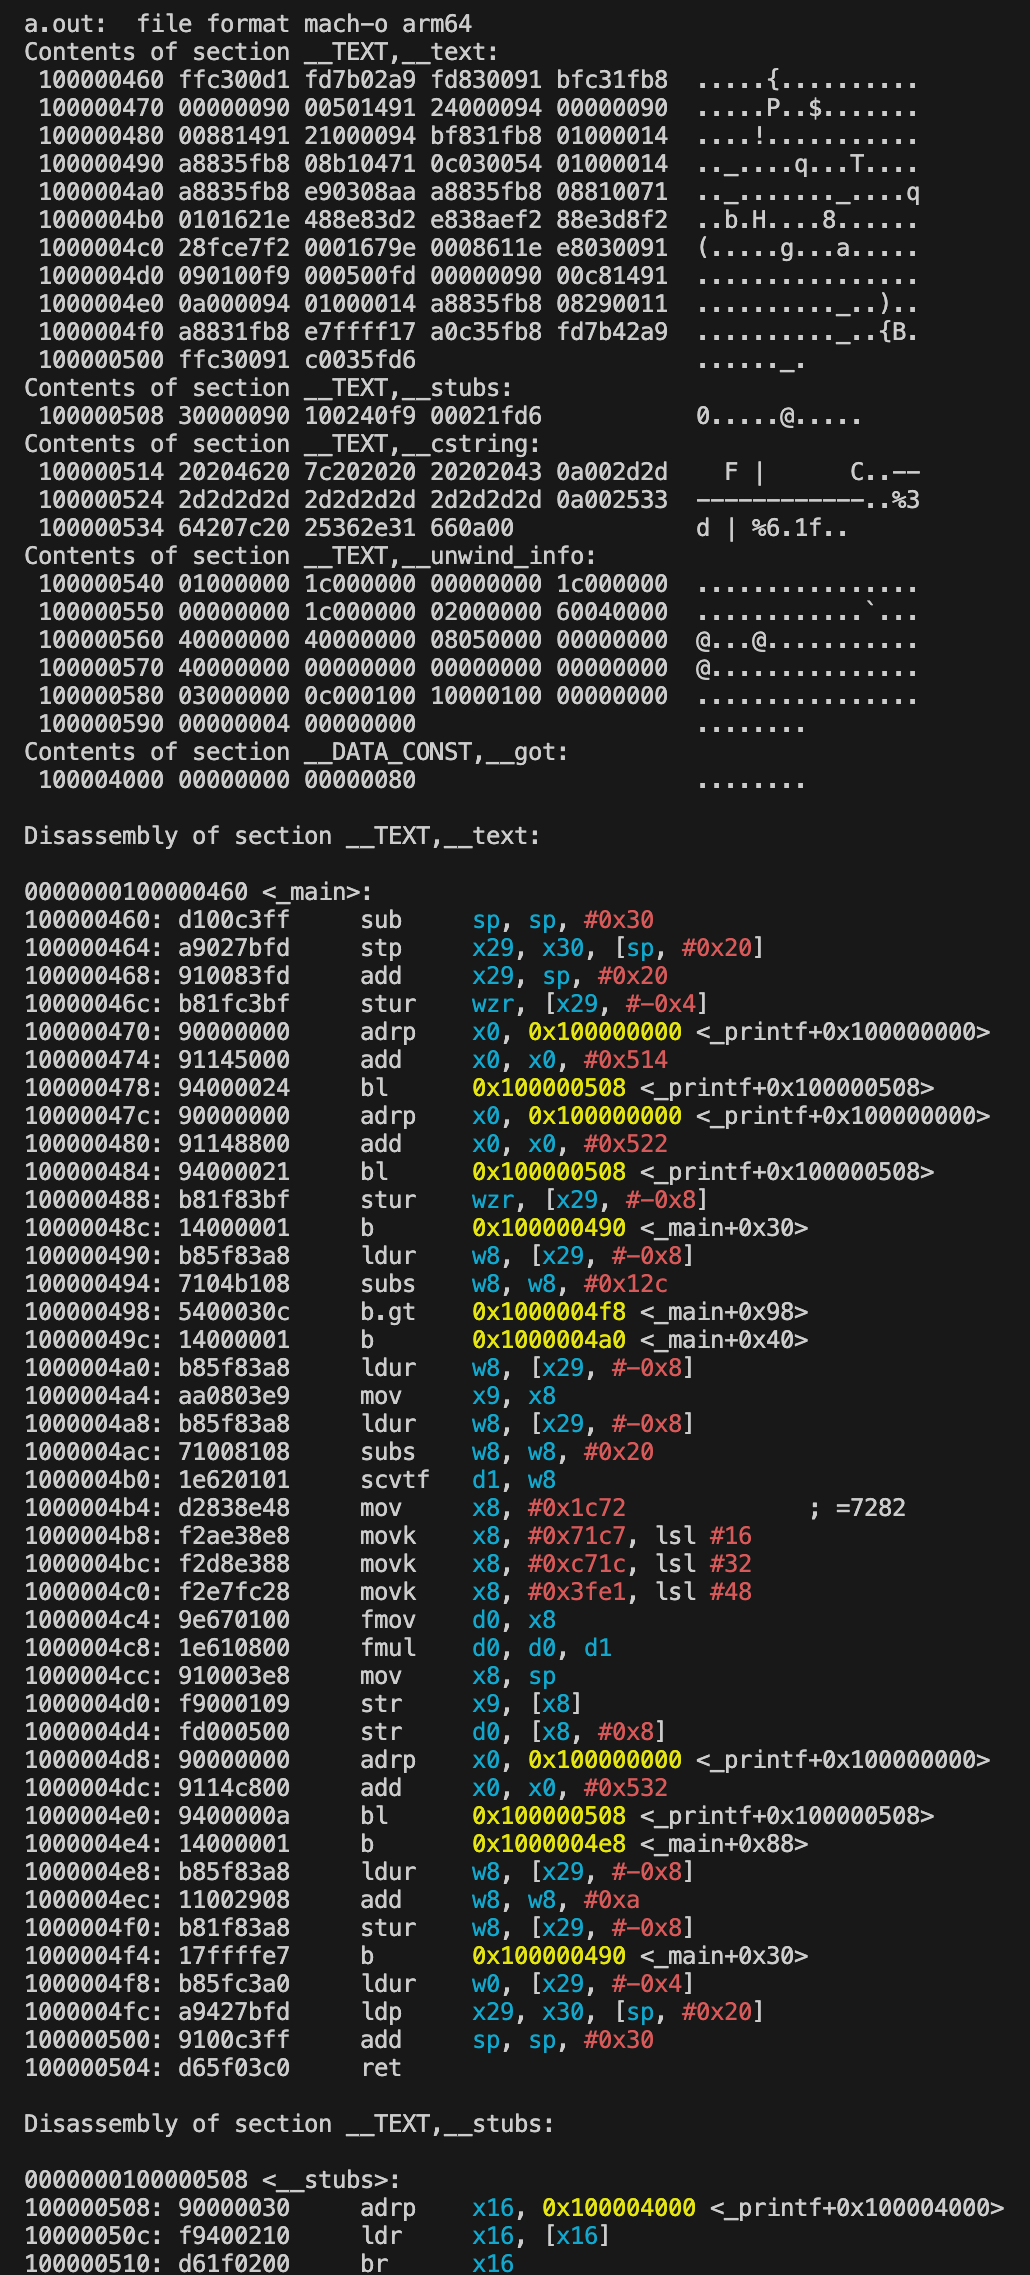 a.out:  file format mach-o arm64
Contents of section __TEXT,__text:
 100000460 ffc300d1 fd7b02a9 fd830091 bfc31fb8  .....{..........
 100000470 00000090 00501491 24000094 00000090  .....P..$.......
 100000480 00881491 21000094 bf831fb8 01000014  ....!...........
 100000490 a8835fb8 08b10471 0c030054 01000014  .._....q...T....
 1000004a0 a8835fb8 e90308aa a8835fb8 08810071  .._......._....q
 1000004b0 0101621e 488e83d2 e838aef2 88e3d8f2  ..b.H....8......
 1000004c0 28fce7f2 0001679e 0008611e e8030091  (.....g...a.....
 1000004d0 090100f9 000500fd 00000090 00c81491  ................
 1000004e0 0a000094 01000014 a8835fb8 08290011  .........._..)..
 1000004f0 a8831fb8 e7ffff17 a0c35fb8 fd7b42a9  .........._..{B.
 100000500 ffc30091 c0035fd6                    ......_.
Contents of section __TEXT,__stubs:
 100000508 30000090 100240f9 00021fd6           0.....@.....
Contents of section __TEXT,__cstring:
 100000514 20204620 7c202020 20202043 0a002d2d    F |      C..--
 100000524 2d2d2d2d 2d2d2d2d 2d2d2d2d 0a002533  ------------..%3
 100000534 64207c20 25362e31 660a00             d | %6.1f..
Contents of section __TEXT,__unwind_info:
 100000540 01000000 1c000000 00000000 1c000000  ................
 100000550 00000000 1c000000 02000000 60040000  ............`...
 100000560 40000000 40000000 08050000 00000000  @...@...........
 100000570 40000000 00000000 00000000 00000000  @...............
 100000580 03000000 0c000100 10000100 00000000  ................
 100000590 00000004 00000000                    ........
Contents of section __DATA_CONST,__got:
 100004000 00000000 00000080                    ........

Disassembly of section __TEXT,__text:

0000000100000460 <_main>:
100000460: d100c3ff     sub     sp, sp, #0x30
100000464: a9027bfd     stp     x29, x30, [sp, #0x20]
100000468: 910083fd     add     x29, sp, #0x20
10000046c: b81fc3bf     stur    wzr, [x29, #-0x4]
100000470: 90000000     adrp    x0, 0x100000000 <_printf+0x100000000>
100000474: 91145000     add     x0, x0, #0x514
100000478: 94000024     bl      0x100000508 <_printf+0x100000508>
10000047c: 90000000     adrp    x0, 0x100000000 <_printf+0x100000000>
100000480: 91148800     add     x0, x0, #0x522
100000484: 94000021     bl      0x100000508 <_printf+0x100000508>
100000488: b81f83bf     stur    wzr, [x29, #-0x8]
10000048c: 14000001     b       0x100000490 <_main+0x30>
100000490: b85f83a8     ldur    w8, [x29, #-0x8]
100000494: 7104b108     subs    w8, w8, #0x12c
100000498: 5400030c     b.gt    0x1000004f8 <_main+0x98>
10000049c: 14000001     b       0x1000004a0 <_main+0x40>
1000004a0: b85f83a8     ldur    w8, [x29, #-0x8]
1000004a4: aa0803e9     mov     x9, x8
1000004a8: b85f83a8     ldur    w8, [x29, #-0x8]
1000004ac: 71008108     subs    w8, w8, #0x20
1000004b0: 1e620101     scvtf   d1, w8
1000004b4: d2838e48     mov     x8, #0x1c72             ; =7282
1000004b8: f2ae38e8     movk    x8, #0x71c7, lsl #16
1000004bc: f2d8e388     movk    x8, #0xc71c, lsl #32
1000004c0: f2e7fc28     movk    x8, #0x3fe1, lsl #48
1000004c4: 9e670100     fmov    d0, x8
1000004c8: 1e610800     fmul    d0, d0, d1
1000004cc: 910003e8     mov     x8, sp
1000004d0: f9000109     str     x9, [x8]
1000004d4: fd000500     str     d0, [x8, #0x8]
1000004d8: 90000000     adrp    x0, 0x100000000 <_printf+0x100000000>
1000004dc: 9114c800     add     x0, x0, #0x532
1000004e0: 9400000a     bl      0x100000508 <_printf+0x100000508>
1000004e4: 14000001     b       0x1000004e8 <_main+0x88>
1000004e8: b85f83a8     ldur    w8, [x29, #-0x8]
1000004ec: 11002908     add     w8, w8, #0xa
1000004f0: b81f83a8     stur    w8, [x29, #-0x8]
1000004f4: 17ffffe7     b       0x100000490 <_main+0x30>
1000004f8: b85fc3a0     ldur    w0, [x29, #-0x4]
1000004fc: a9427bfd     ldp     x29, x30, [sp, #0x20]
100000500: 9100c3ff     add     sp, sp, #0x30
100000504: d65f03c0     ret

Disassembly of section __TEXT,__stubs:

0000000100000508 <__stubs>:
100000508: 90000030     adrp    x16, 0x100004000 <_printf+0x100004000>
10000050c: f9400210     ldr     x16, [x16]
100000510: d61f0200     br      x16